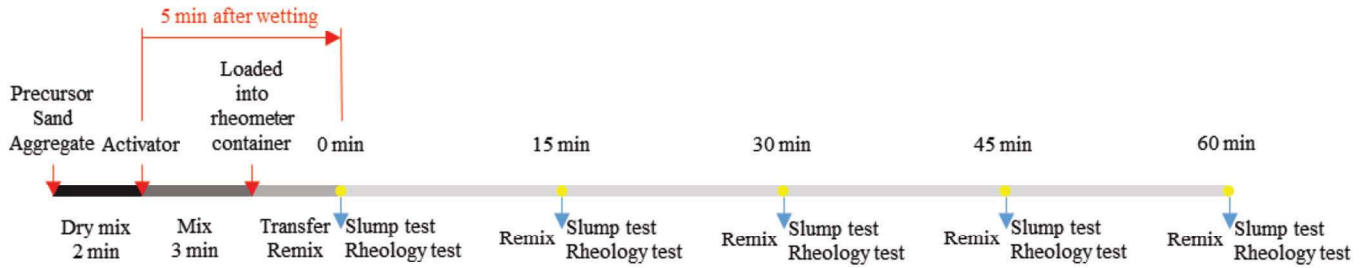 5 min after wetting
Precursor
Sand
Aggregate
Activator
Loaded
into
rheometer
container
0 min
15 min
30 min
45 min
60 min
Dry mix
2 min
Mix
3 min
Transfer
Remix
Slump test
Rheology test
Remix
Slump test
Rheology test
Remix
Slump test
Rheology test
Remix
Slump test
Rheology test
Remix
Slump test
Rheology test